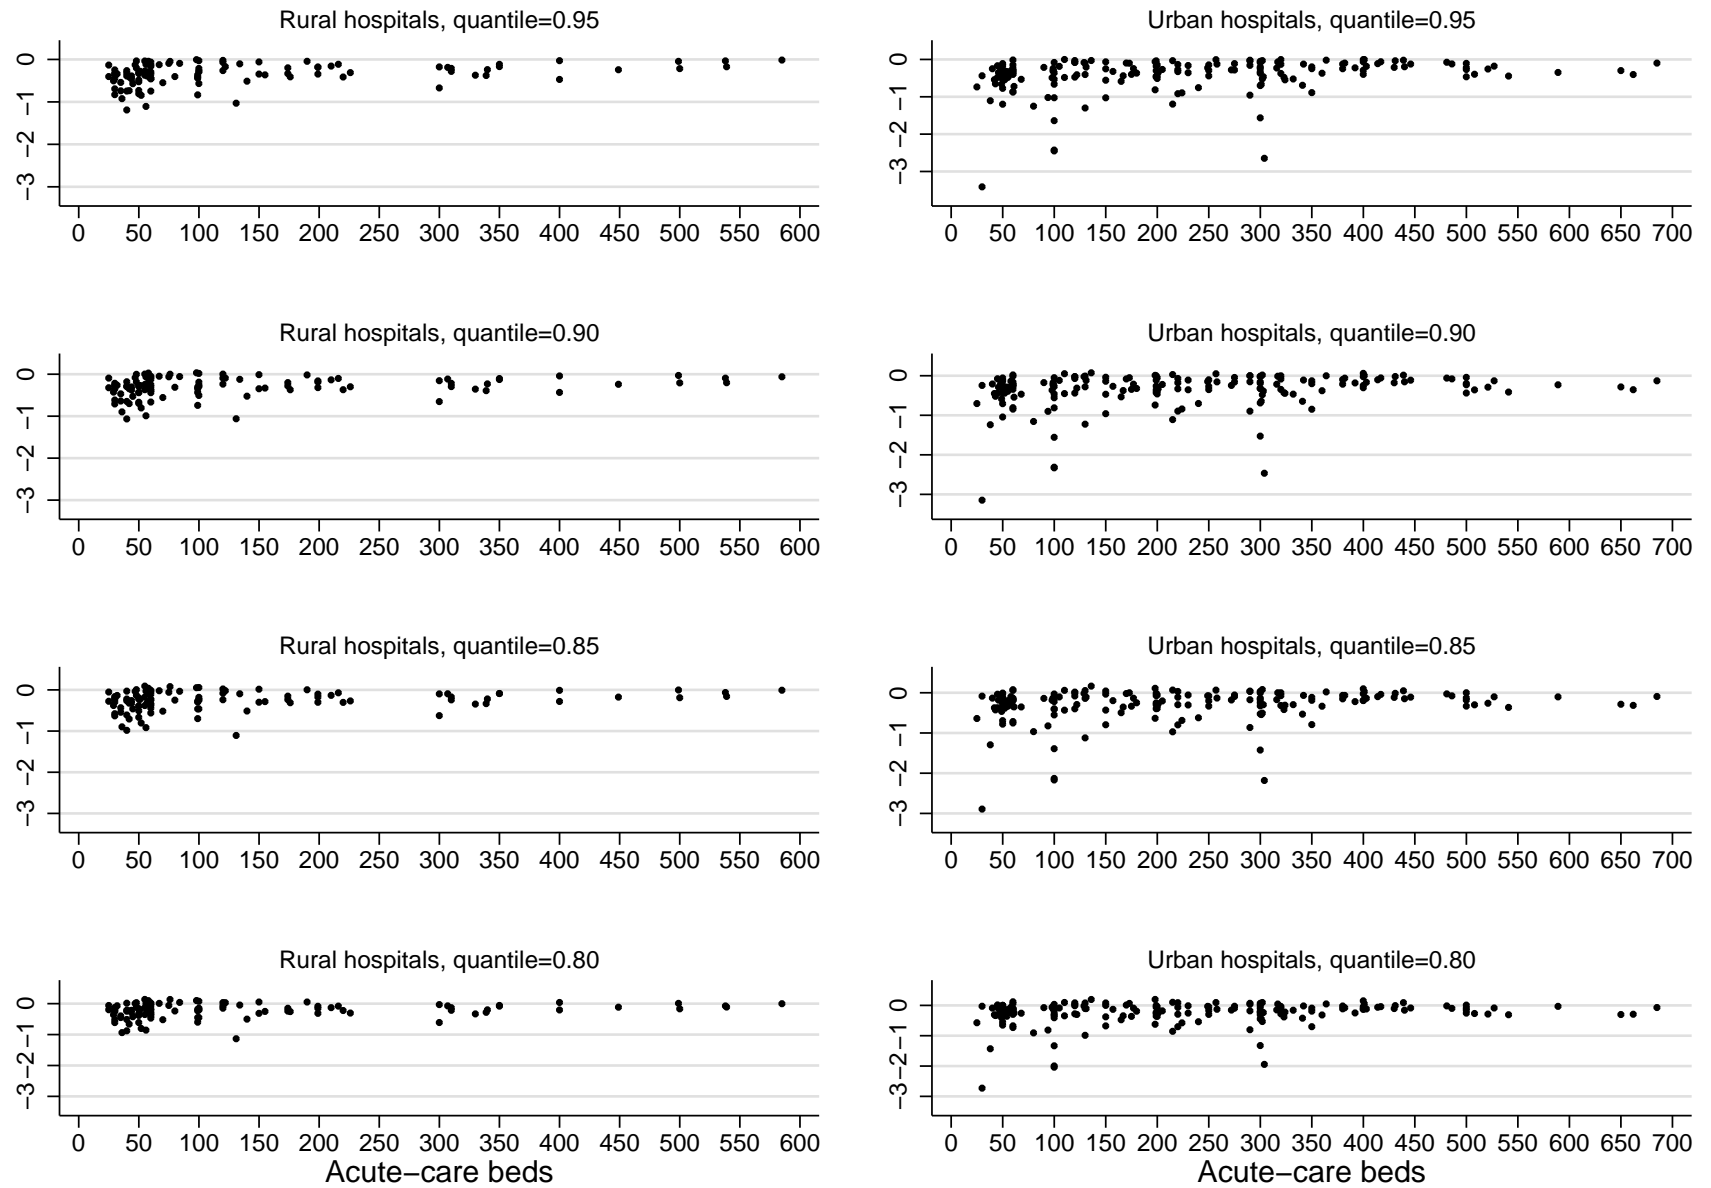 Rural hospitals, quantile=0.95
0
−1
−2
−3
0 50 100 150 200 250 300 350 400 450 500 550 600
Urban hospitals, quantile=0.95
0
−1
−2
−3
0 50 100 150 200 250 300 350 400 450 500 550 600 650 700
Rural hospitals, quantile=0.90
0
−1
−2
−3
0 50 100 150 200 250 300 350 400 450 500 550 600
Urban hospitals, quantile=0.90
0
−1
−2
−3
0 50 100 150 200 250 300 350 400 450 500 550 600 650 700
Rural hospitals, quantile=0.85
0
−1
−2
−3
0 50 100 150 200 250 300 350 400 450 500 550 600
Urban hospitals, quantile=0.85
0
−1
−2
−3
0 50 100 150 200 250 300 350 400 450 500 550 600 650 700
Rural hospitals, quantile=0.80
0
−1
−2
−3
0 50 100 150 200 250 300 350 400 450 500 550 600
Acute−care beds
Urban hospitals, quantile=0.80
0
−1
−2
−3
0 50 100 150 200 250 300 350 400 450 500 550 600 650 700
Acute−care beds